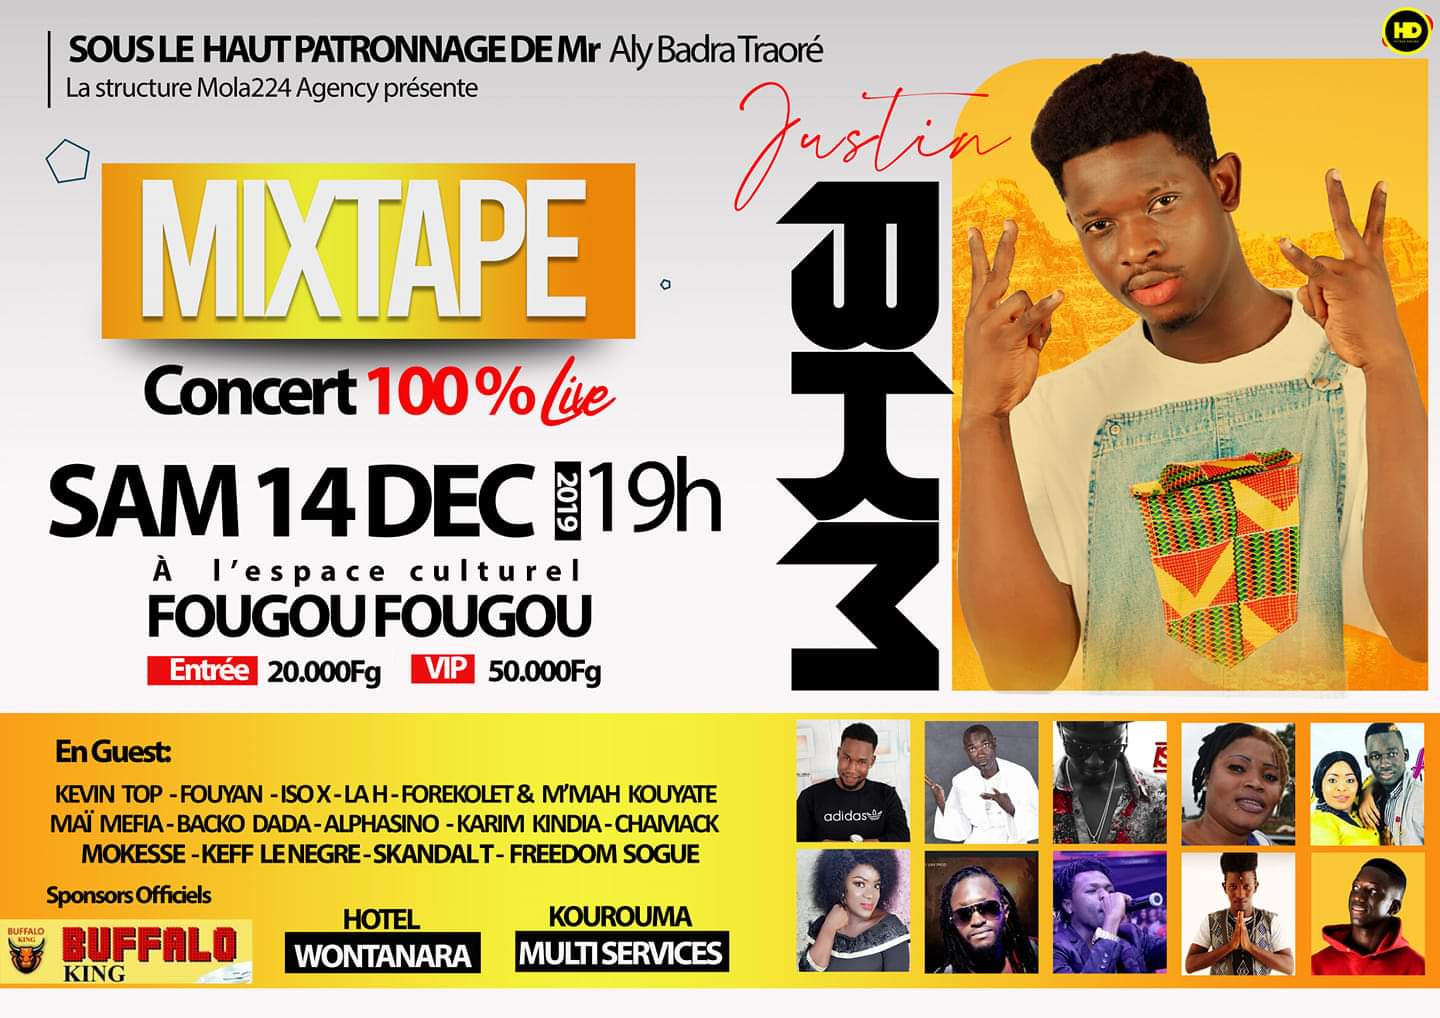 SOUS LE HAUT PATRONNAGE DE Mr Aly Badra Traoré
La structure Mola224 Agency présente
HD
Justin
BKM
MIXTAPE
Concert 100% Live
SAM 14 DEC 2019 19h
À l'espace culturel
FOUGOU FOUGOU
Entrée 20.000Fg VIP 50.000Fg
En Guest:
KEVIN TOP - FOUYAN - ISO X - LA H - FOREKOLET & M'MAH KOUYATE
MAÏ MEFIA - BACKO DADA - ALPHASINO - KARIM KINDIA - CHAMACK
MOKESSE - KEFF LE NEGRE - SKANDAL T - FREEDOM SOGUE
adidas
Sponsors Officiels
BUFFALO
KING
BUFFALO
KING
HOTEL
WONTANARA
KOUROUMA
MULTI SERVICES